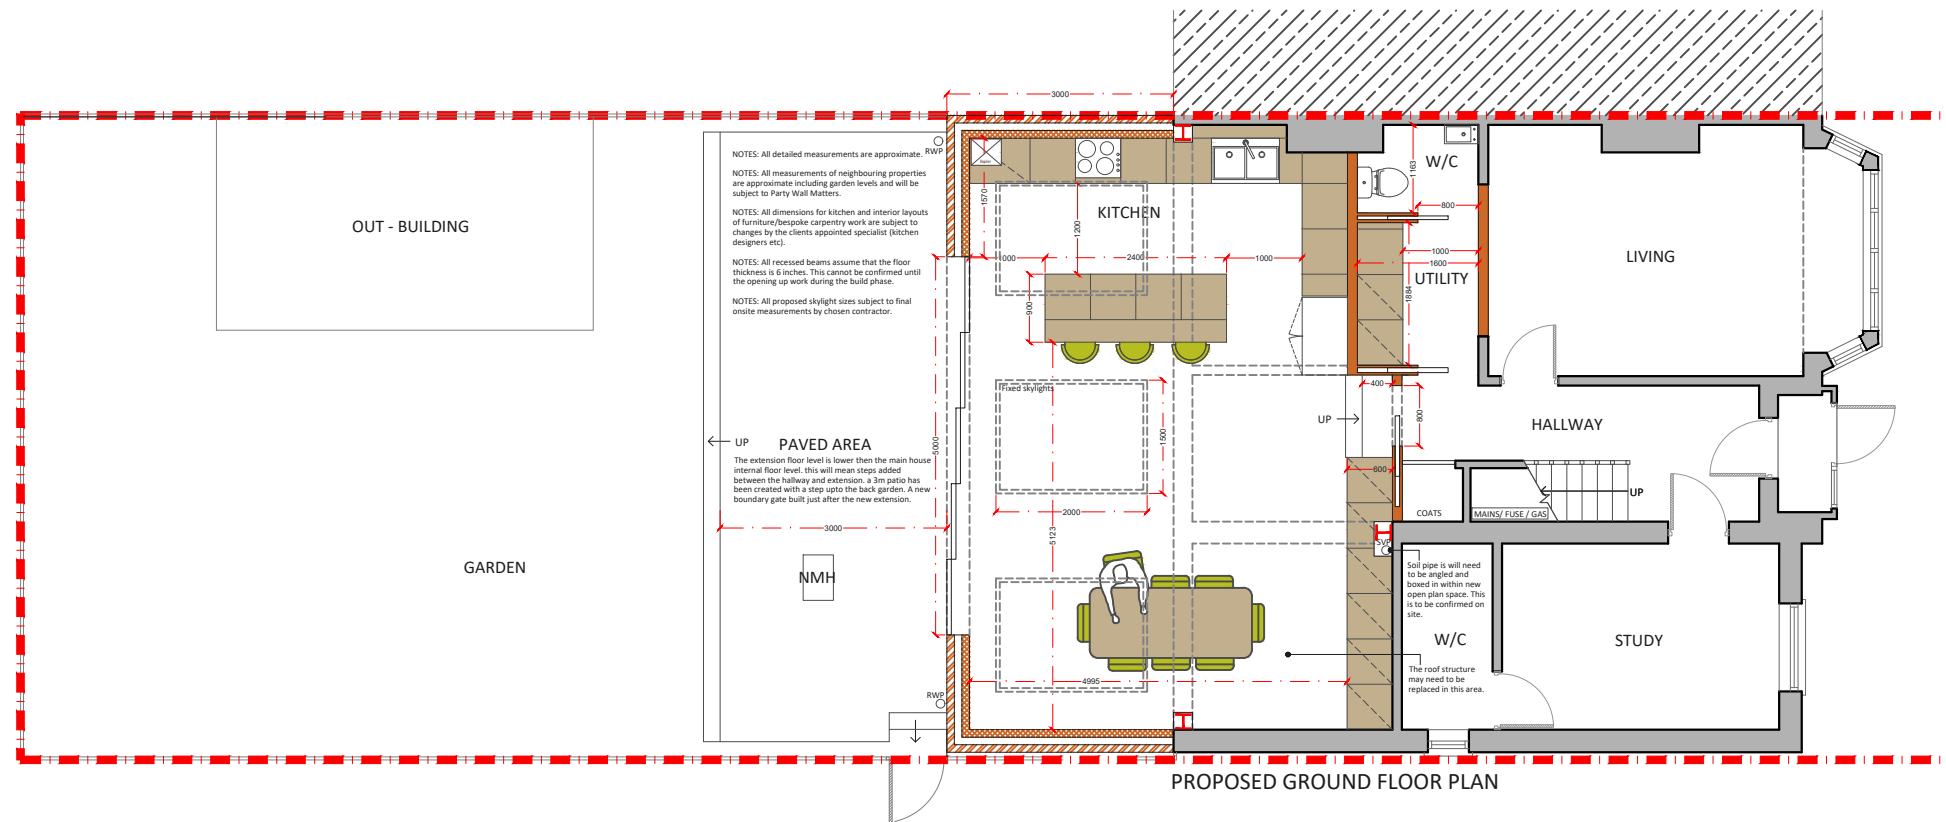 3000
NOTES: All detailed measurements are approximate.
NOTES: All measurements of neighbouring properties
are approximate including garden levels and will be
subject to Party Wall Matters.
NOTES: All dimensions for kitchen and interior layouts
of furniture/bespoke carpentry work are subject to
changes by the clients appointed specialist (kitchen
designers etc).
NOTES: All recessed beams assume that the floor
thickness is 6 inches. This cannot be confirmed until
the opening up work during the build phase.
NOTES: All proposed skylight sizes subject to final
onsite measurements by chosen contractor.
RWP
OUT - BUILDING
KITCHEN
1570
1200
000
2400
1000
900
W/C
1163
800
1000
1600
UTILITY
1884
LIVING
Fixed skylights
1500
2000
5000
5123
UP
400
800
600
HALLWAY
UP
PAVED AREA
The extension floor level is lower then the main house
internal floor level. this will mean steps added
between the hallway and extension. a 3m patio has
been created with a step upto the back garden. A new
boundary gate built just after the new extension.
3000
COATS
MAINS/ FUSE / GAS
UP
GARDEN
NMH
SVP
Soil pipe is will need
to be angled and
boxed in within new
open plan space. This
is to be confirmed on
site.
W/C
STUDY
The roof structure
may need to be
replaced in this area.
4995
RWP
PROPOSED GROUND FLOOR PLAN